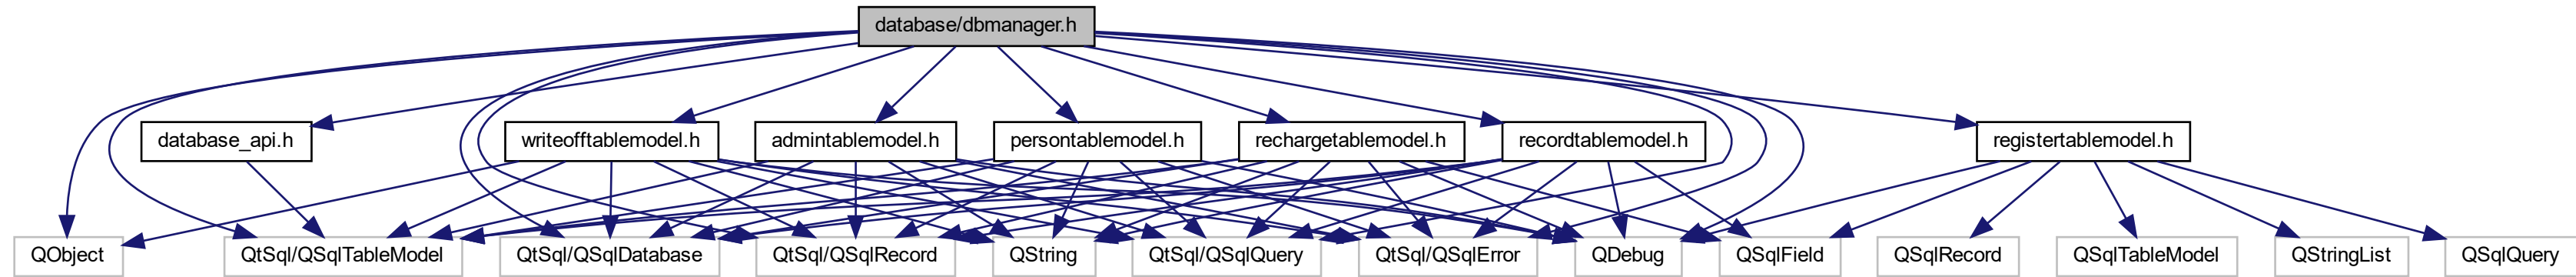 database/dbmanager.h
database_api.h
writeofftablemodel.h
admintablemodel.h
persontablemodel.h
rechargetablemodel.h
recordtablemodel.h
registertablemodel.h
QObject
QtSql/QSqlTableModel
QtSql/QSqlDatabase
QtSql/QSqlRecord
QString
QtSql/QSqlQuery
QtSql/QSqlError
QDebug
QSqlField
QSqlRecord
QSqlTableModel
QStringList
QSqlQuery